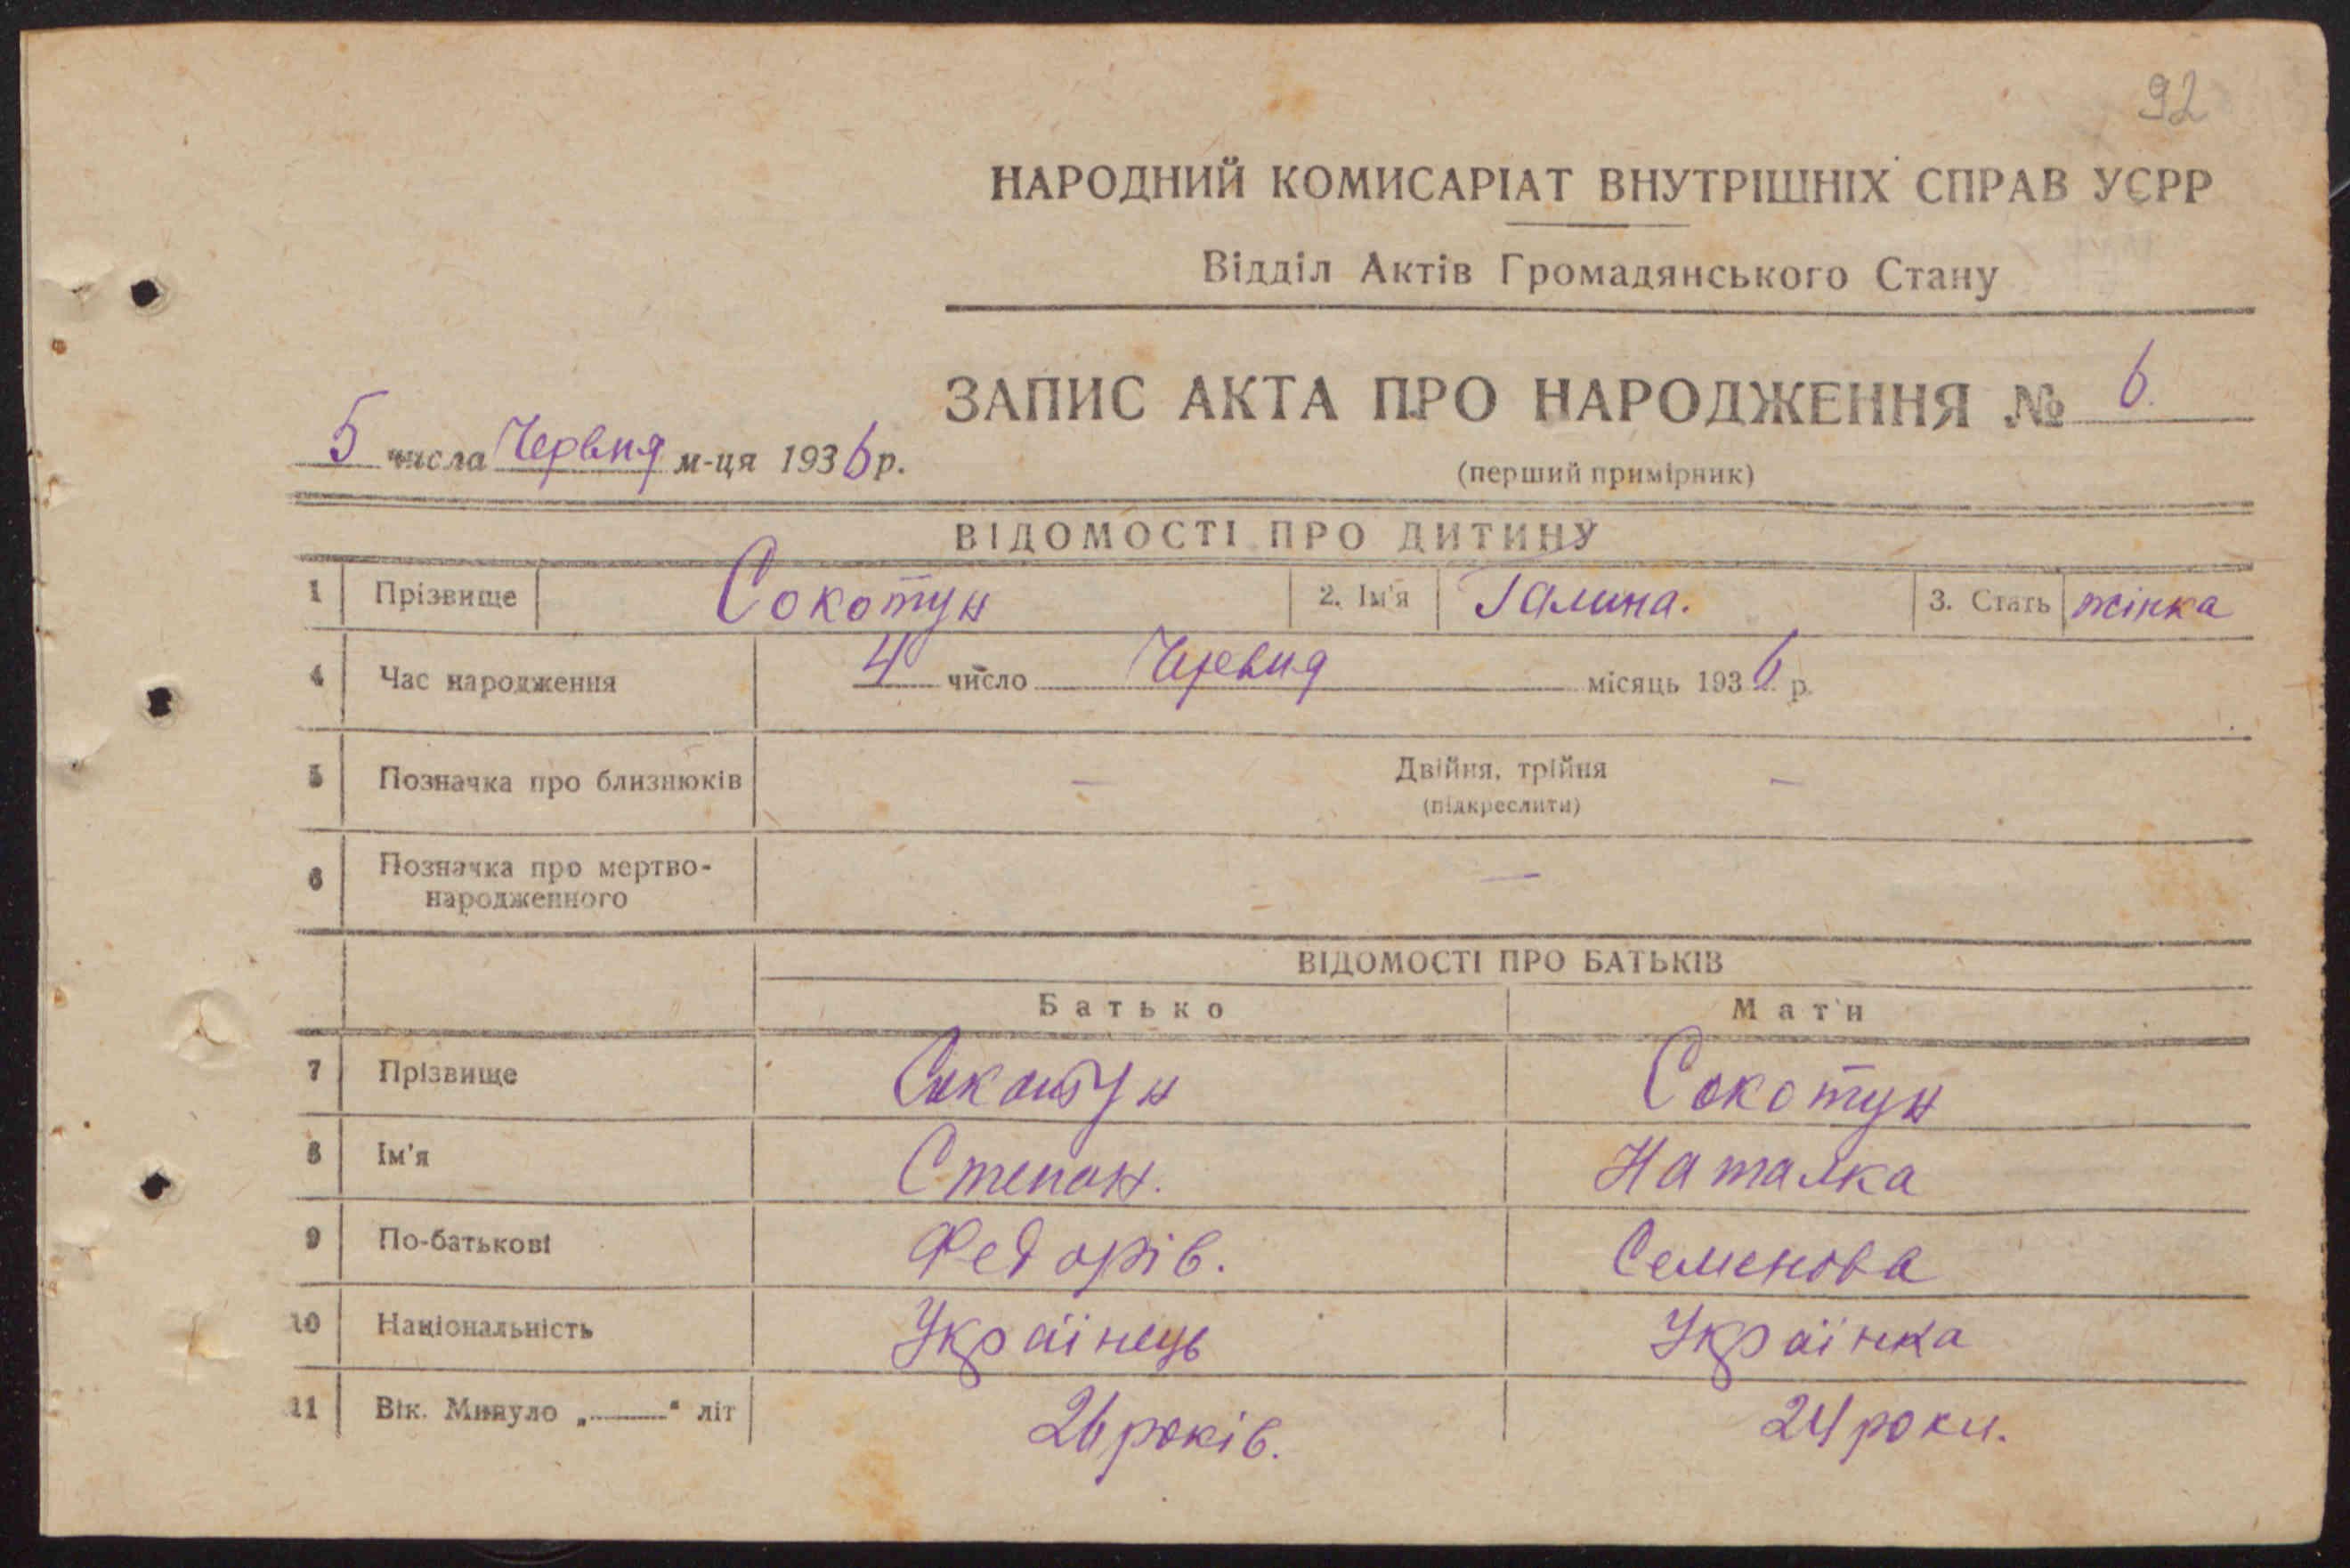 92
НАРОДНИЙ КОМИСАРІАТ ВНУТРІШНІХ СПРАВ УСРР
Відділ Актів Громадянського Стану
ЗАПИС АКТА ПРО НАРОДЖЕННЯ № 6.
5 числа Червня м-ця 1936 р.
(перший примірник)
ВІДОМОСТІ ПРО ДИТИНУ
1 Прізвище Сокотун 2. Ім'я Галина. 3. Стать жінка
4 Час народження 4 число Червня місяць 1936 р.
5 Позначка про близнюків — Двійня, трійня —
(підкреслити)
6 Позначка про мертво-
народженного —
ВІДОМОСТІ ПРО БАТЬКІВ
Батько Мати
7 Прізвище Сокотун Сокотун
8 Ім'я Степан. Наталка
9 По-батькові Федорів. Семенова
10 Національність Українець Українка
11 Вік. Минуло „——“ літ 26 років. 24 роки.